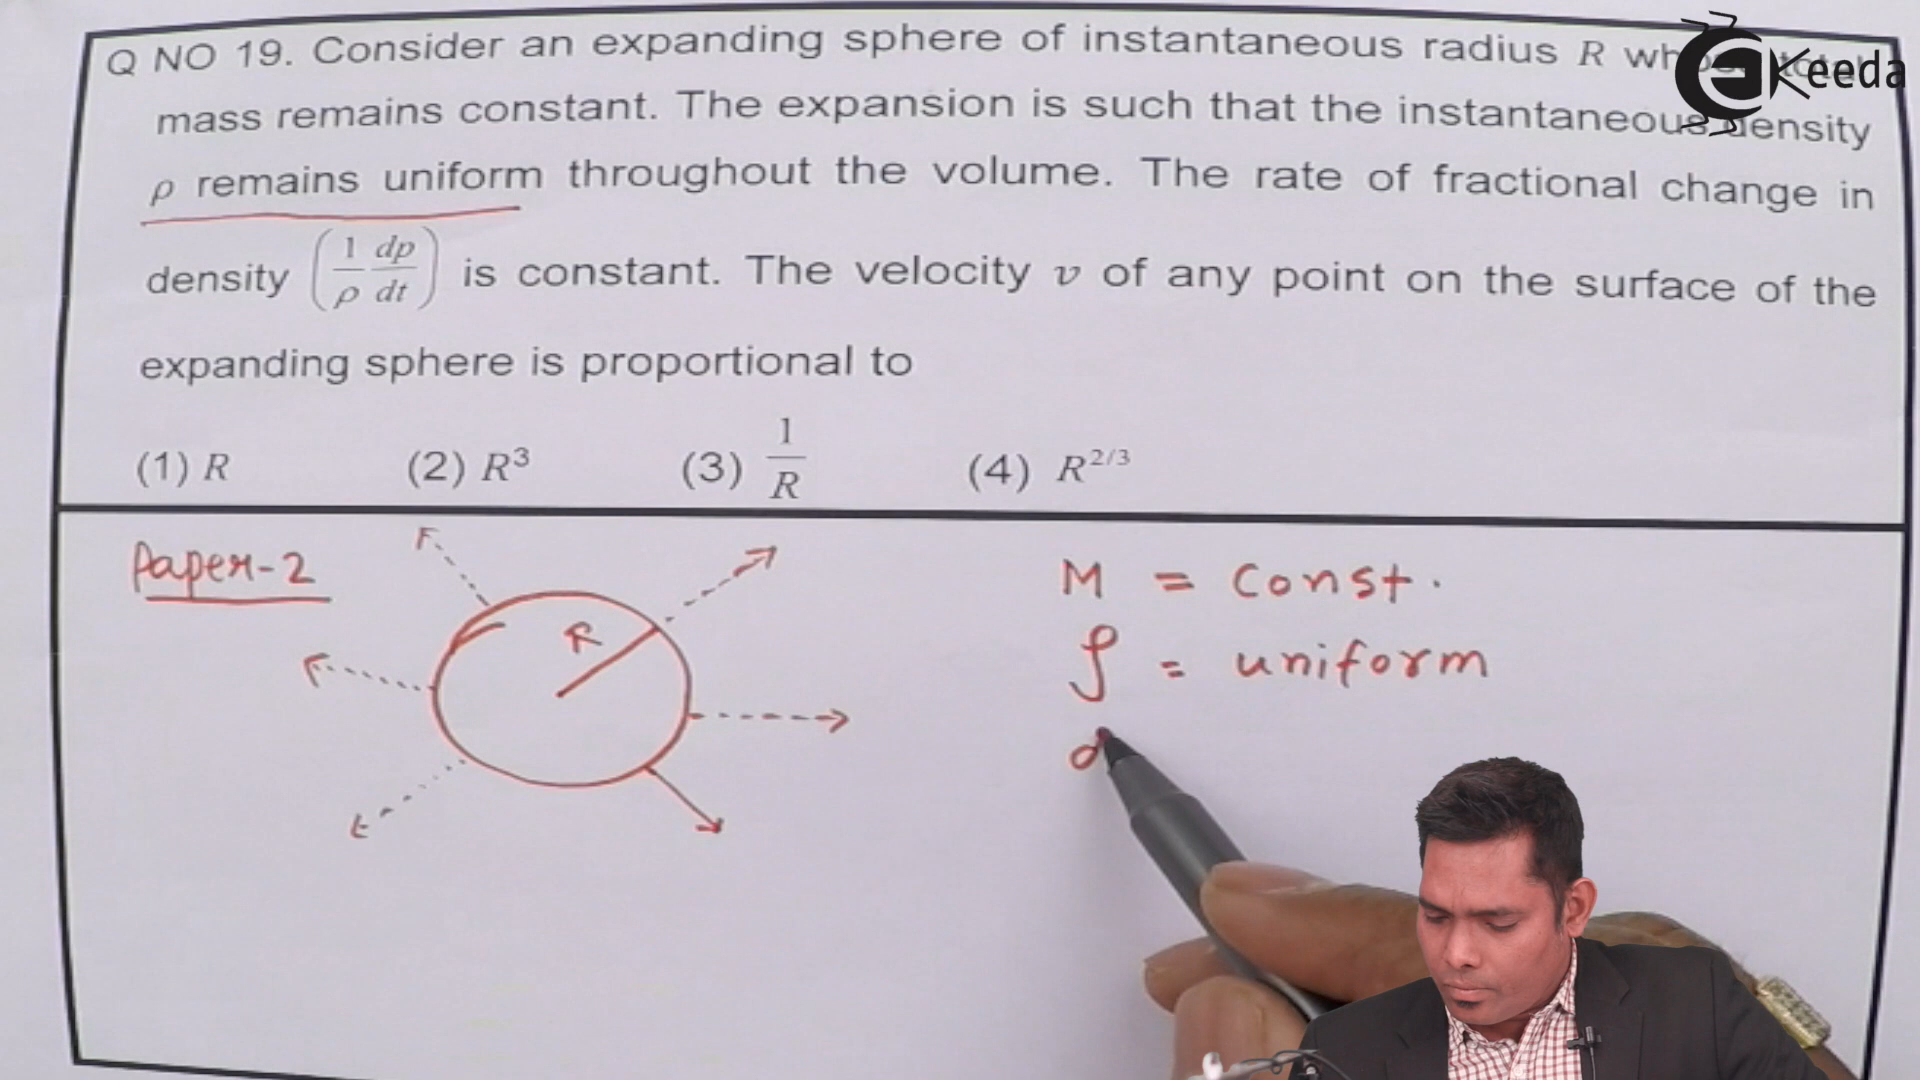 Q NO 19. Consider an expanding sphere of instantaneous radius R whose total
mass remains constant. The expansion is such that the instantaneous density
ρ remains uniform throughout the volume. The rate of fractional change in
density (1/ρ dp/dt) is constant. The velocity v of any point on the surface of the
expanding sphere is proportional to
(1) R (2) R³ (3) 1/R (4) R^2/3
Keeda
Paper-2
R
M = Const.
ρ = uniform